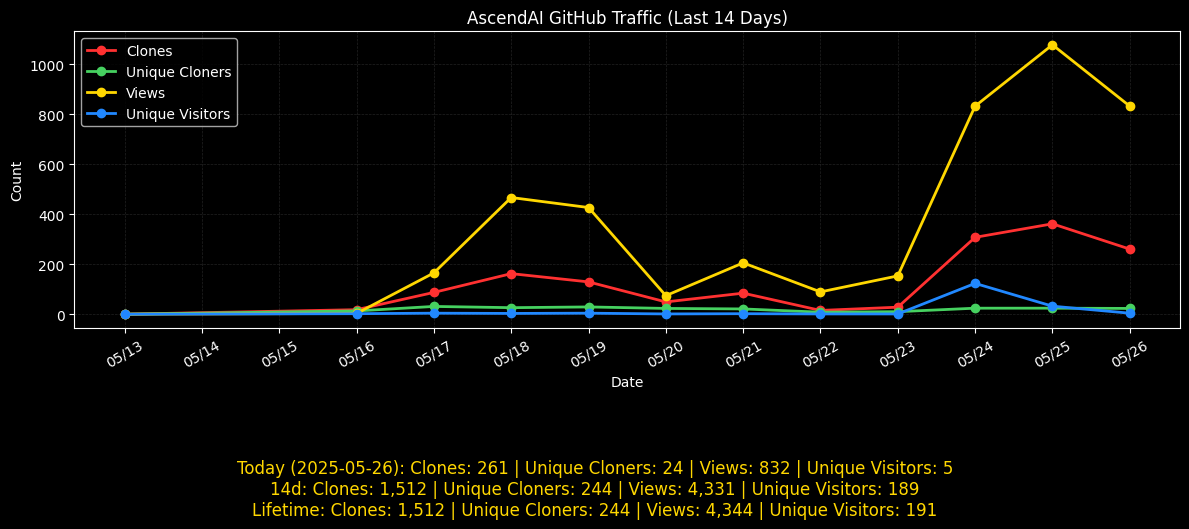 AscendAI GitHub Traffic (Last 14 Days)
Clones
Unique Cloners
Views
Unique Visitors
Count
1000
800
600
400
200
0
05/13
05/14
05/15
05/16
05/17
05/18
05/19
05/20
05/21
05/22
05/23
05/24
05/25
05/26
Date
Today (2025-05-26): Clones: 261 | Unique Cloners: 24 | Views: 832 | Unique Visitors: 5
14d: Clones: 1,512 | Unique Cloners: 244 | Views: 4,331 | Unique Visitors: 189
Lifetime: Clones: 1,512 | Unique Cloners: 244 | Views: 4,344 | Unique Visitors: 191